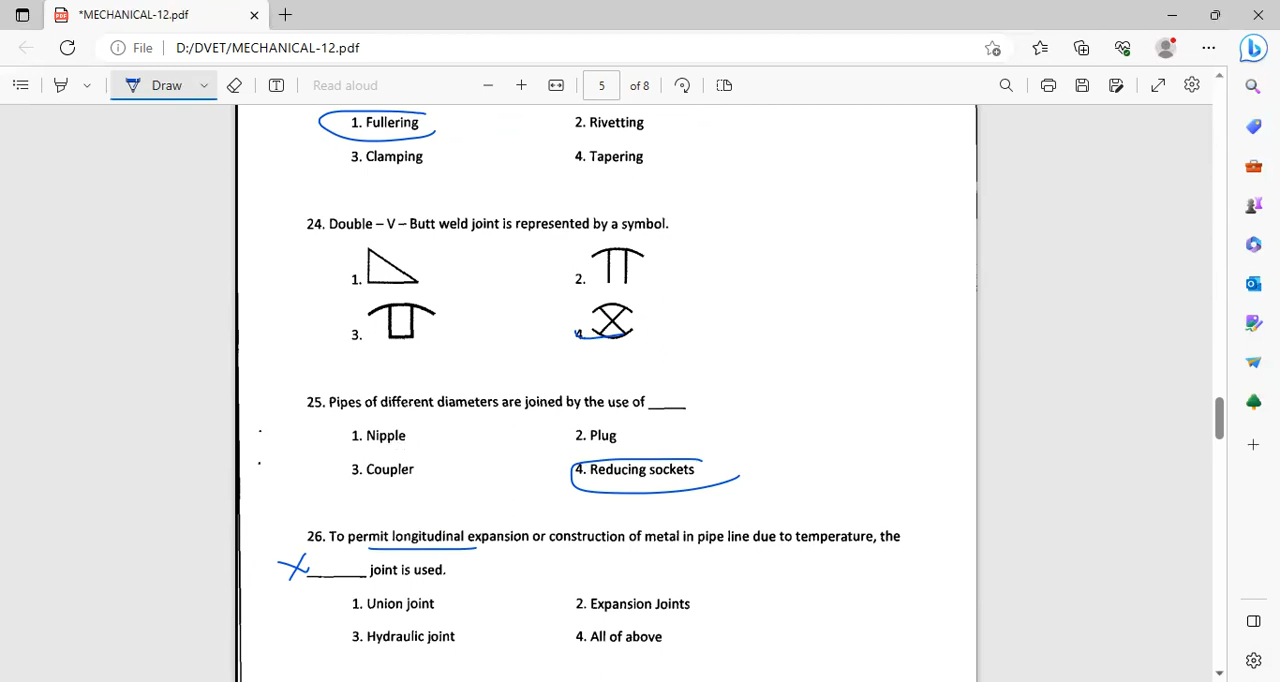 *MECHANICAL-12.pdf
File D:/DVET/MECHANICAL-12.pdf
Draw Read aloud 5 of 8
1. Fullering 2. Rivetting
3. Clamping 4. Tapering
24. Double – V – Butt weld joint is represented by a symbol.
1. 2.
3. 4.
25. Pipes of different diameters are joined by the use of _____
1. Nipple 2. Plug
3. Coupler 4. Reducing sockets
26. To permit longitudinal expansion or construction of metal in pipe line due to temperature, the
________ joint is used.
1. Union joint 2. Expansion Joints
3. Hydraulic joint 4. All of above